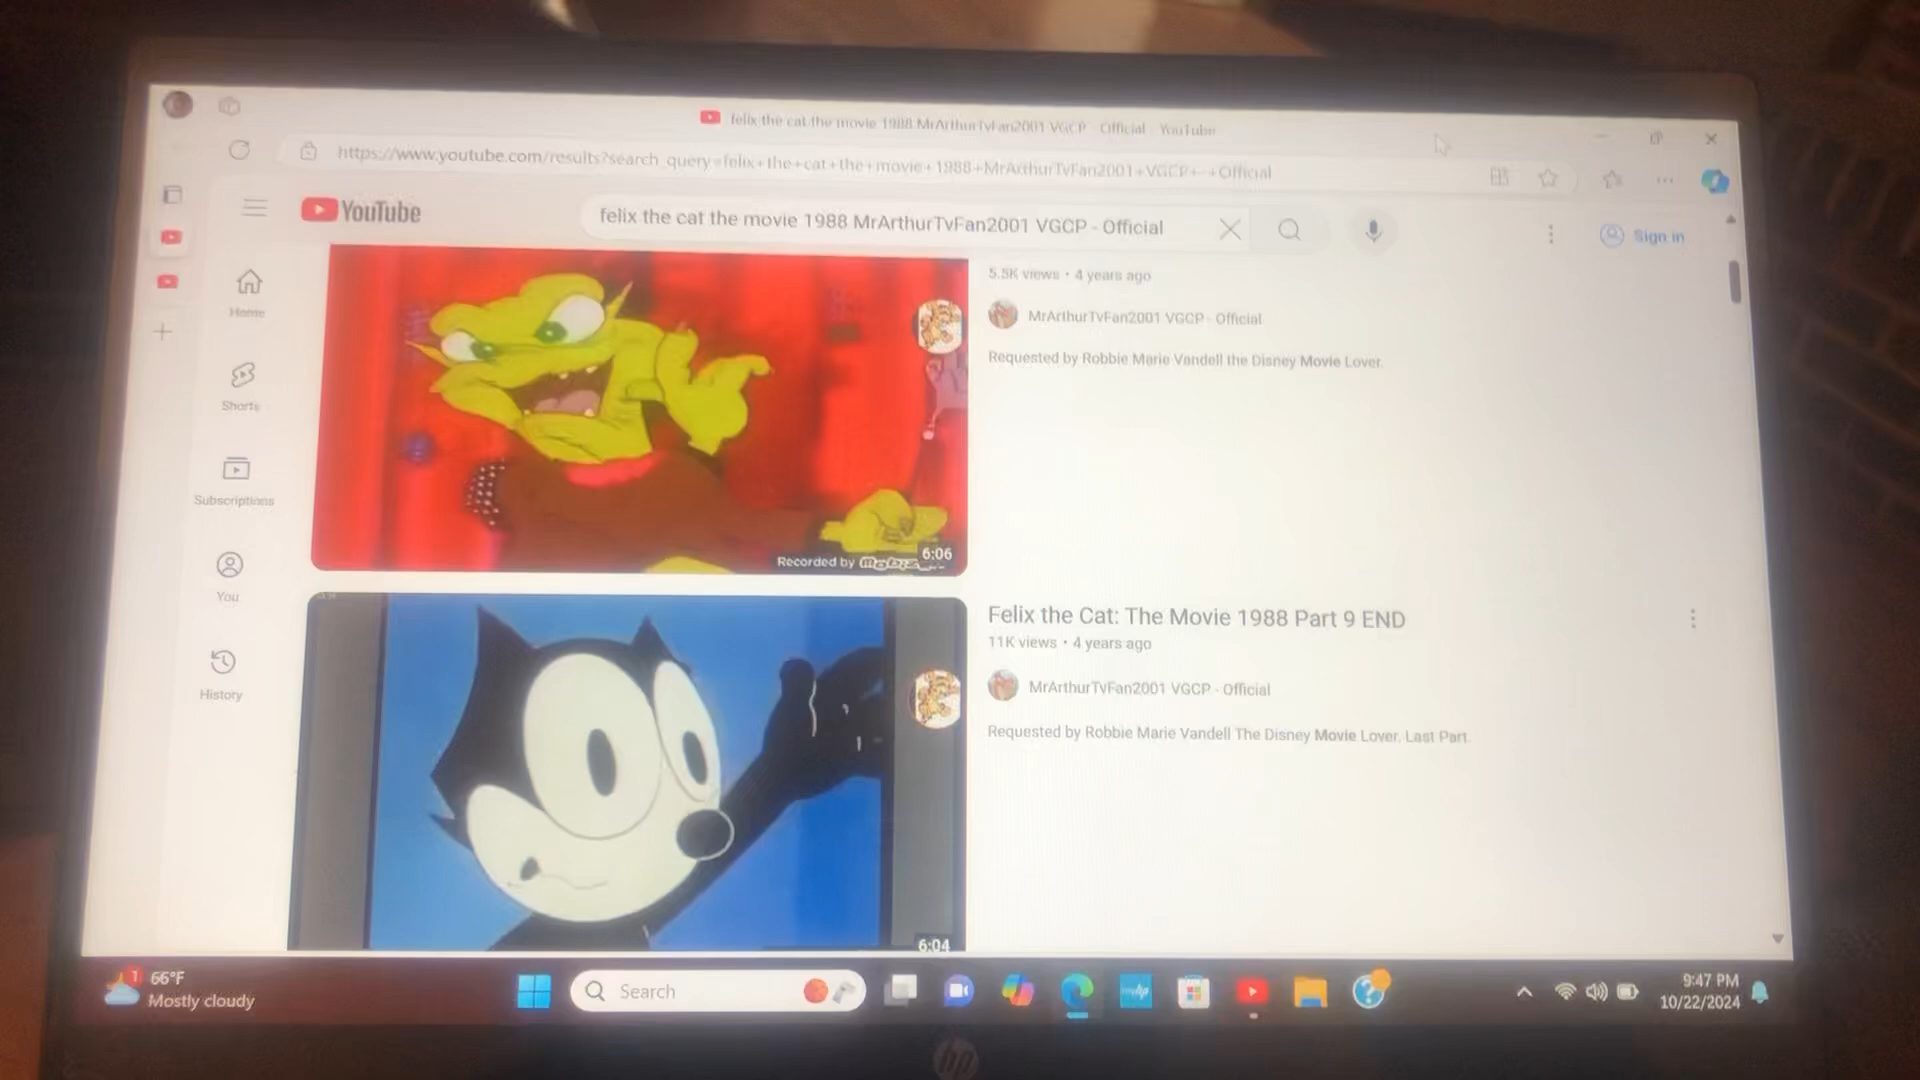 felix the cat the movie 1988 MrArthurTvFan2001 VGCP - Official - YouTube
https://www.youtube.com/results?search_query=felix+the+cat+the+movie+1988+MrArthurTvFan2001+VGCP+-+Official
YouTube
felix the cat the movie 1988 MrArthurTvFan2001 VGCP - Official
Sign in
Home
Shorts
Subscriptions
You
History
5.5K views • 4 years ago
MrArthurTvFan2001 VGCP - Official
Requested by Robbie Marie Vandell the Disney Movie Lover.
Recorded by
6:06
Felix the Cat: The Movie 1988 Part 9 END
11K views • 4 years ago
MrArthurTvFan2001 VGCP - Official
Requested by Robbie Marie Vandell The Disney Movie Lover. Last Part.
6:04
1
66°F
Mostly cloudy
Search
myhp
9:47 PM
10/22/2024
hp